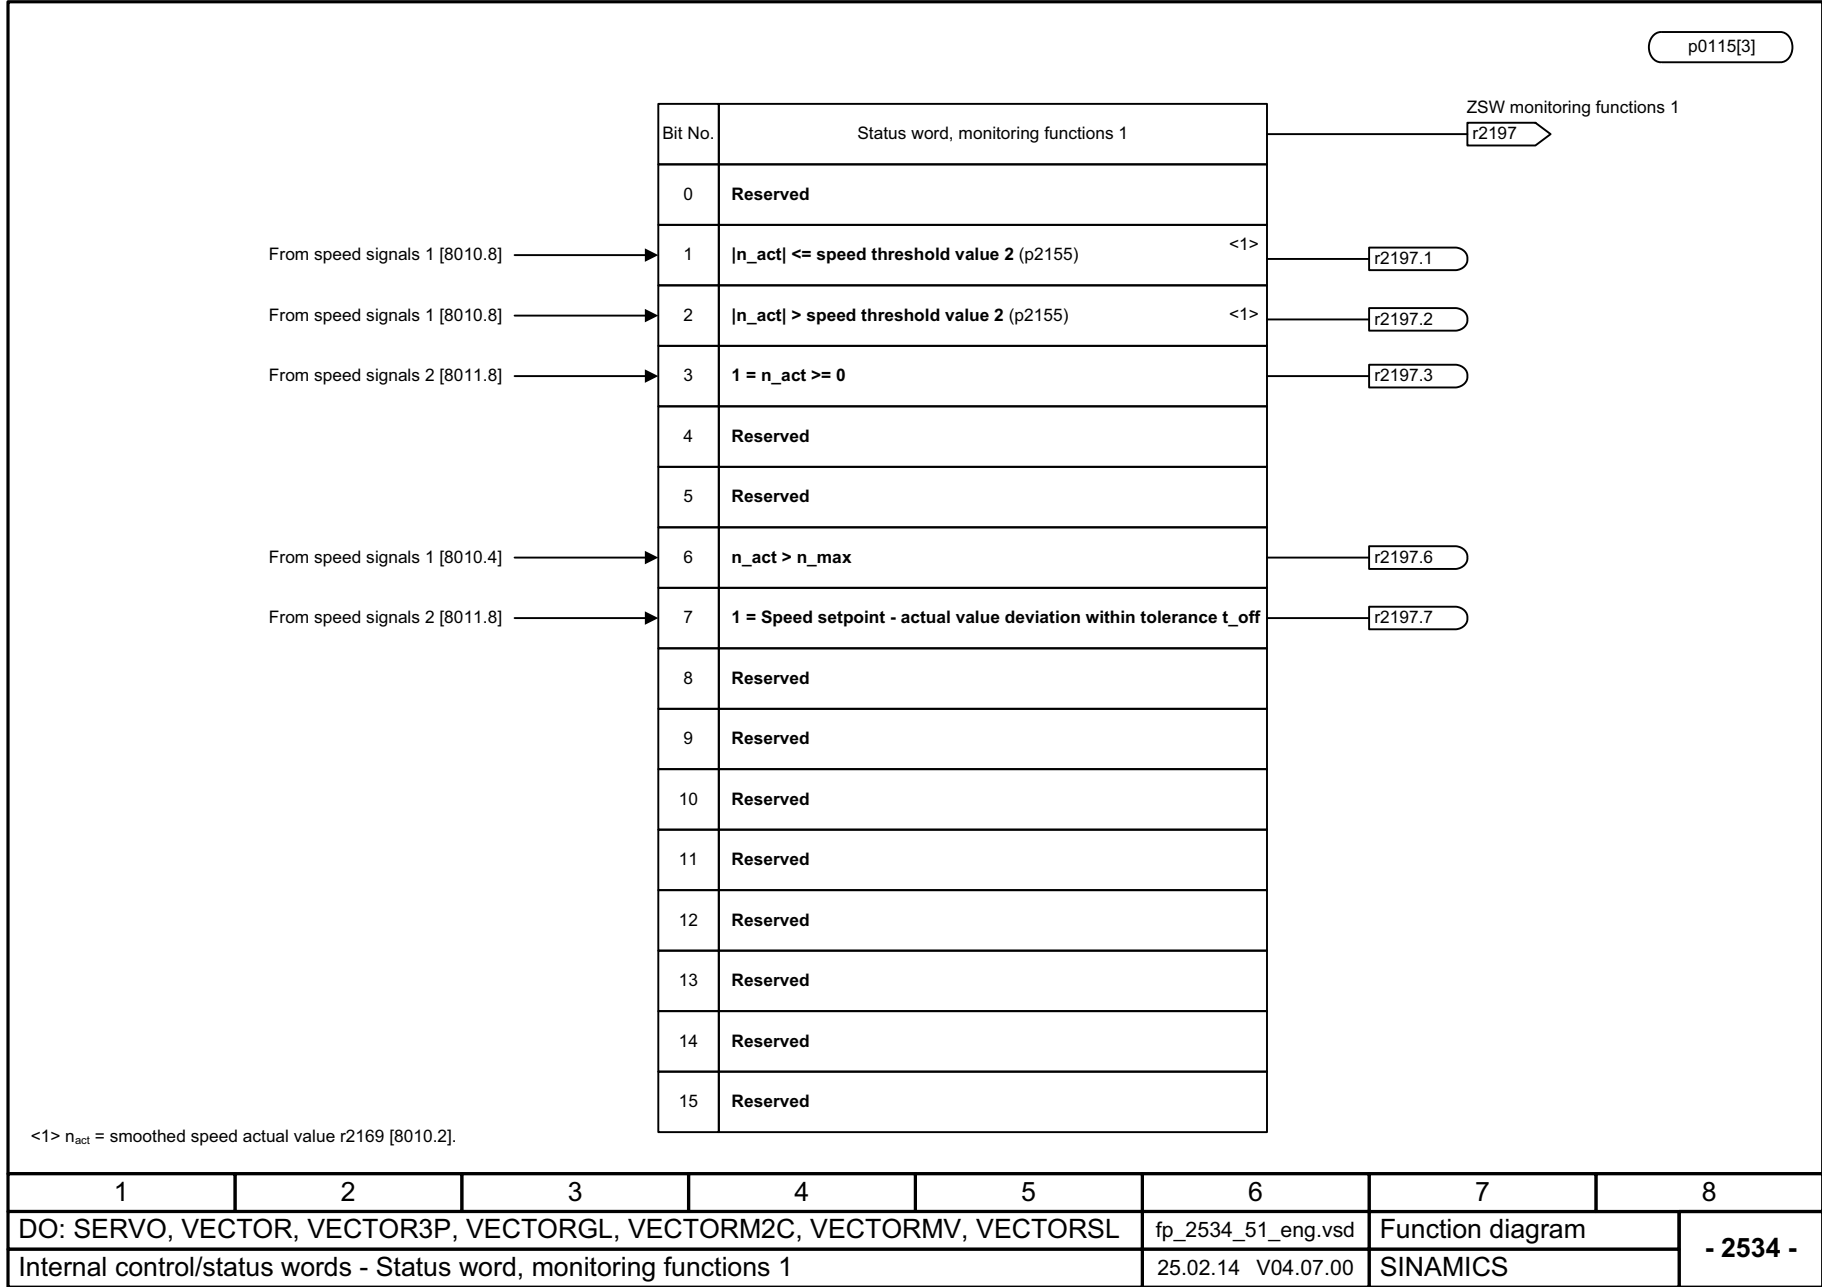 p0115[3]
ZSW monitoring functions 1
Bit No. Status word, monitoring functions 1 r2197
0 Reserved
From speed signals 1 [8010.8] 1 |n_act| <= speed threshold value 2 (p2155) <1> r2197.1
From speed signals 1 [8010.8] 2 |n_act| > speed threshold value 2 (p2155) <1> r2197.2
From speed signals 2 [8011.8] 3 1 = n_act >= 0 r2197.3
4 Reserved
5 Reserved
From speed signals 1 [8010.4] 6 n_act > n_max r2197.6
From speed signals 2 [8011.8] 7 1 = Speed setpoint - actual value deviation within tolerance t_off r2197.7
8 Reserved
9 Reserved
10 Reserved
11 Reserved
12 Reserved
13 Reserved
14 Reserved
15 Reserved
<1> nact = smoothed speed actual value r2169 [8010.2].
1 2 3 4 5 6 7 8
DO: SERVO, VECTOR, VECTOR3P, VECTORGL, VECTORM2C, VECTORMV, VECTORSL fp_2534_51_eng.vsd Function diagram
- 2534 -
Internal control/status words - Status word, monitoring functions 1 25.02.14 V04.07.00 SINAMICS